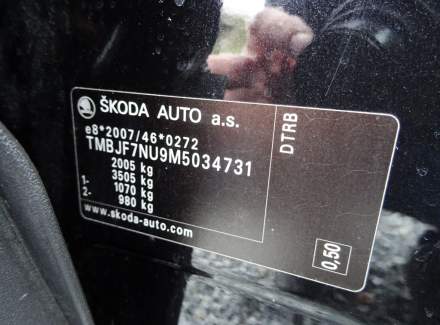 ŠKODA AUTO a.s.
e8*2007/46*0272
TMBJF7NU9M5034731
2005 kg
3505 kg
1- 1070 kg
2- 980 kg
www.skoda-auto.com
DTRB
0,50